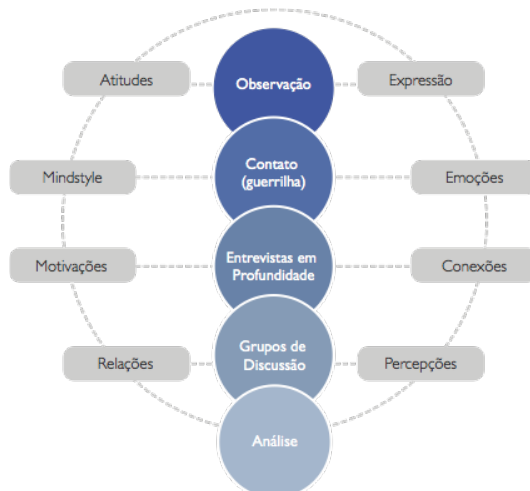 Atitudes
Observação
Expressão
Mindstyle
Contato
(guerrilha)
Emoções
Motivações
Entrevistas em
Profundidade
Conexões
Relações
Grupos de
Discussão
Percepções
Análise